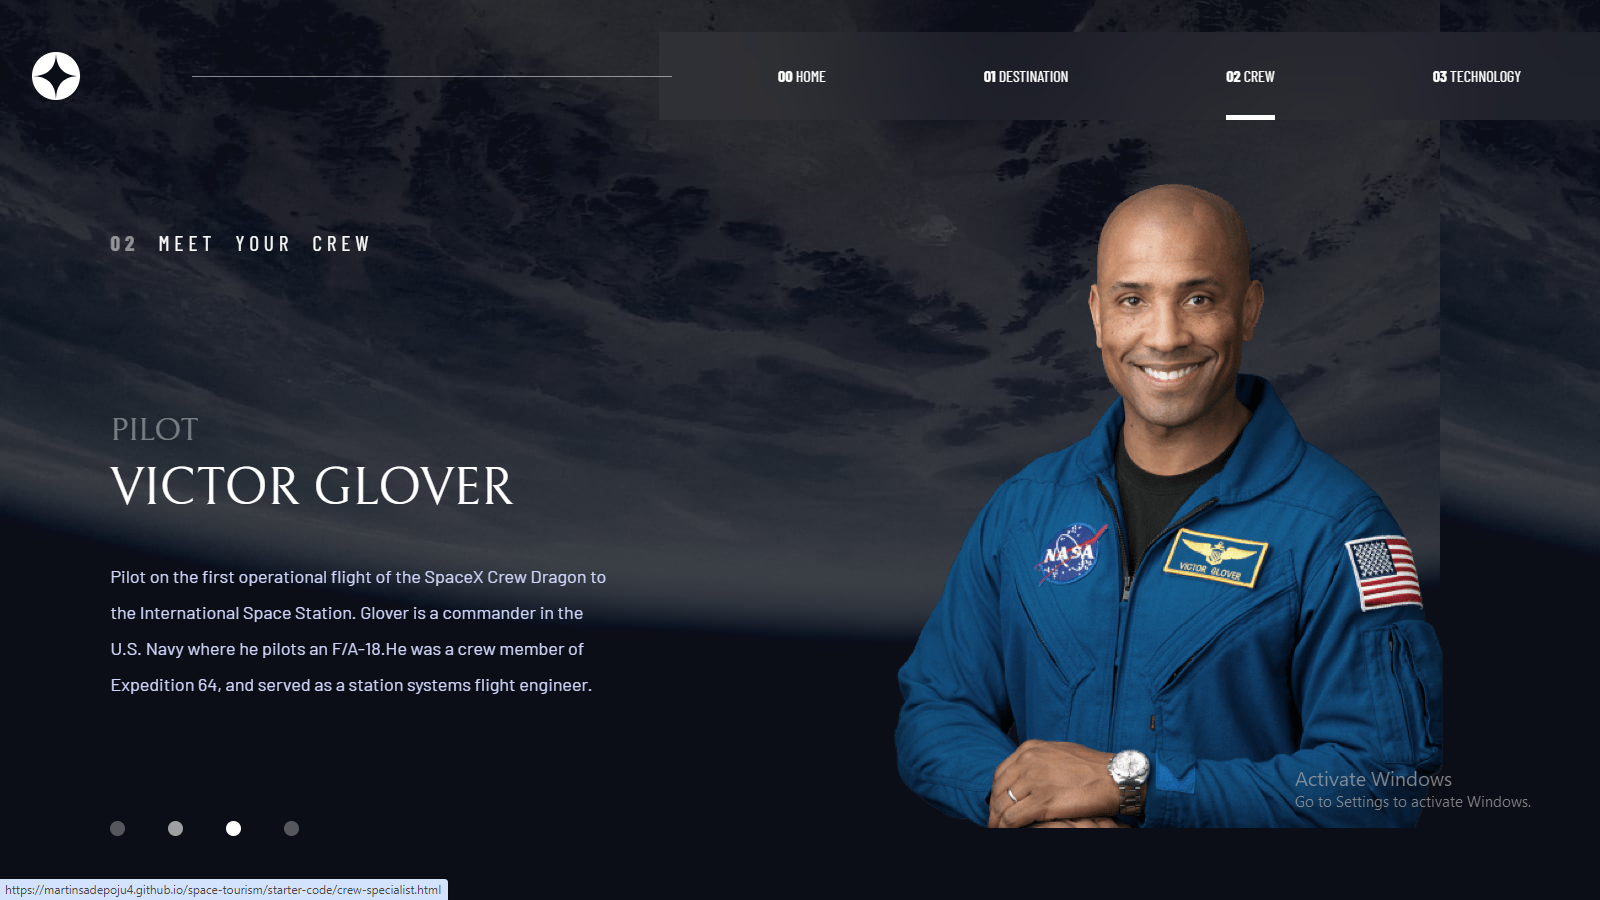 00 HOME
01 DESTINATION
02 CREW
03 TECHNOLOGY
02 MEET YOUR CREW
PILOT
VICTOR GLOVER
Pilot on the first operational flight of the SpaceX Crew Dragon to
the International Space Station. Glover is a commander in the
U.S. Navy where he pilots an F/A-18.He was a crew member of
Expedition 64, and served as a station systems flight engineer.
NASA
VICTOR GLOVER
Activate Windows
Go to Settings to activate Windows.
https://martinsadepoju4.github.io/space-tourism/starter-code/crew-specialist.html